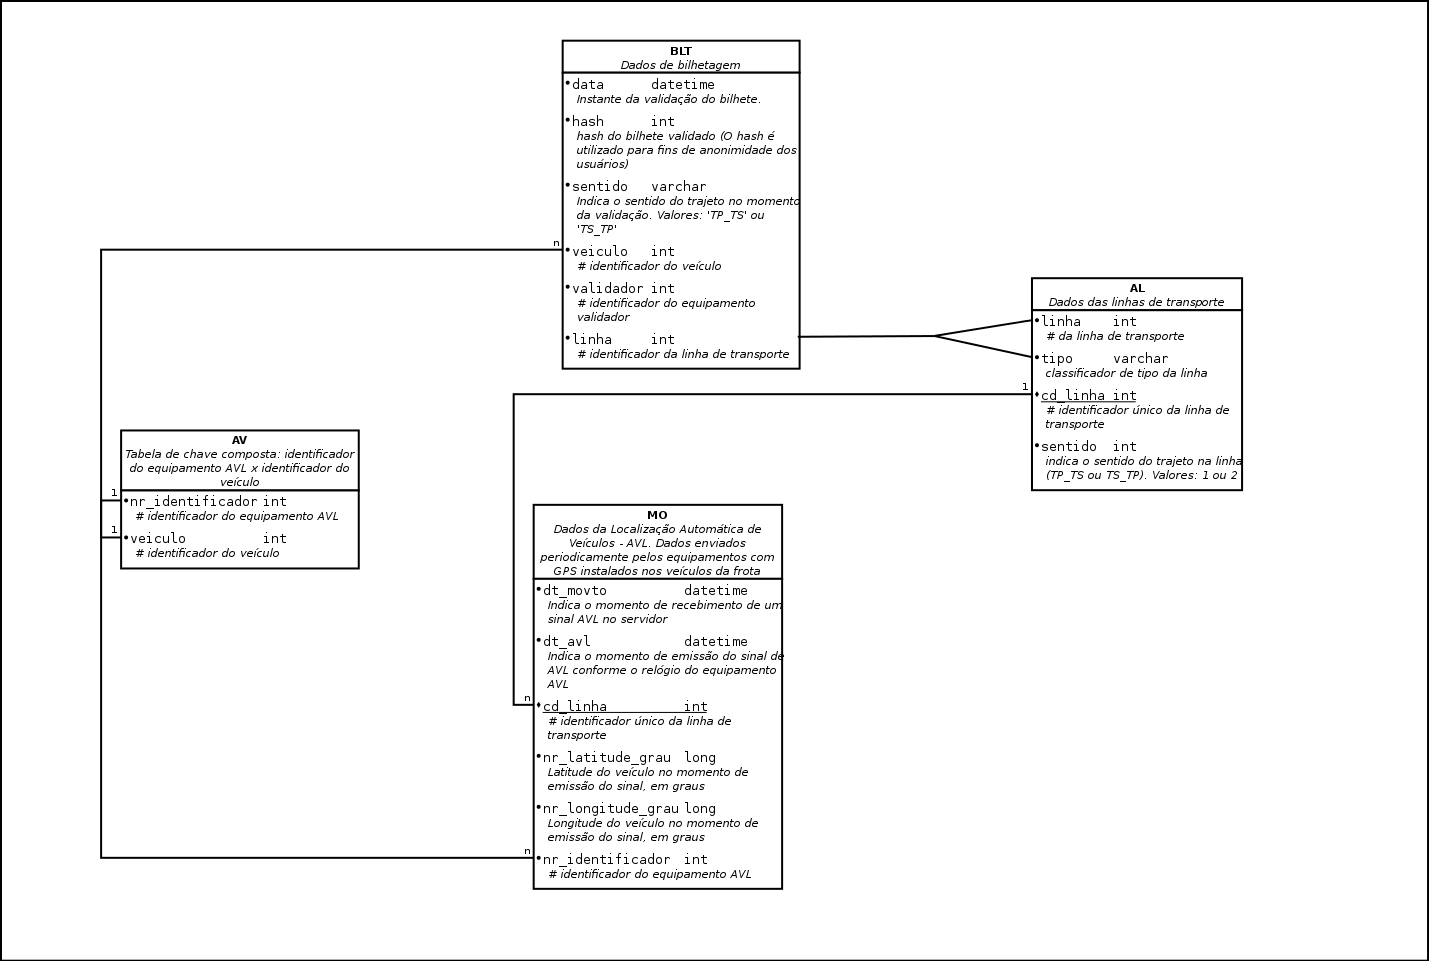 BLT
Dados de bilhetagem
data datetime
Instante da validação do bilhete.
hash int
hash do bilhete validado (O hash é
utilizado para fins de anonimidade dos
usuários)
sentido varchar
Indica o sentido do trajeto no momento
da validação. Valores: 'TP_TS' ou
'TS_TP'
n
veiculo int
# identificador do veículo
validador int
# identificador do equipamento
validador
linha int
# identificador da linha de transporte
AL
Dados das linhas de transporte
linha int
# da linha de transporte
tipo varchar
classificador de tipo da linha
1
cd_linha int
# identificador único da linha de
transporte
sentido int
indica o sentido do trajeto na linha
(TP_TS ou TS_TP). Valores: 1 ou 2
AV
Tabela de chave composta: identificador
do equipamento AVL x identificador do
veículo
1
nr_identificador int
# identificador do equipamento AVL
1
veiculo int
# identificador do veículo
MO
Dados da Localização Automática de
Veículos - AVL. Dados enviados
periodicamente pelos equipamentos com
GPS instalados nos veículos da frota
dt_movto datetime
Indica o momento de recebimento de um
sinal AVL no servidor
dt_avl datetime
Indica o momento de emissão do sinal de
AVL conforme o relógio do equipamento
AVL
n
cd_linha int
# identificador único da linha de
transporte
nr_latitude_grau long
Latitude do veículo no momento de
emissão do sinal, em graus
nr_longitude_grau long
Longitude do veículo no momento de
emissão do sinal, em graus
n
nr_identificador int
# identificador do equipamento AVL